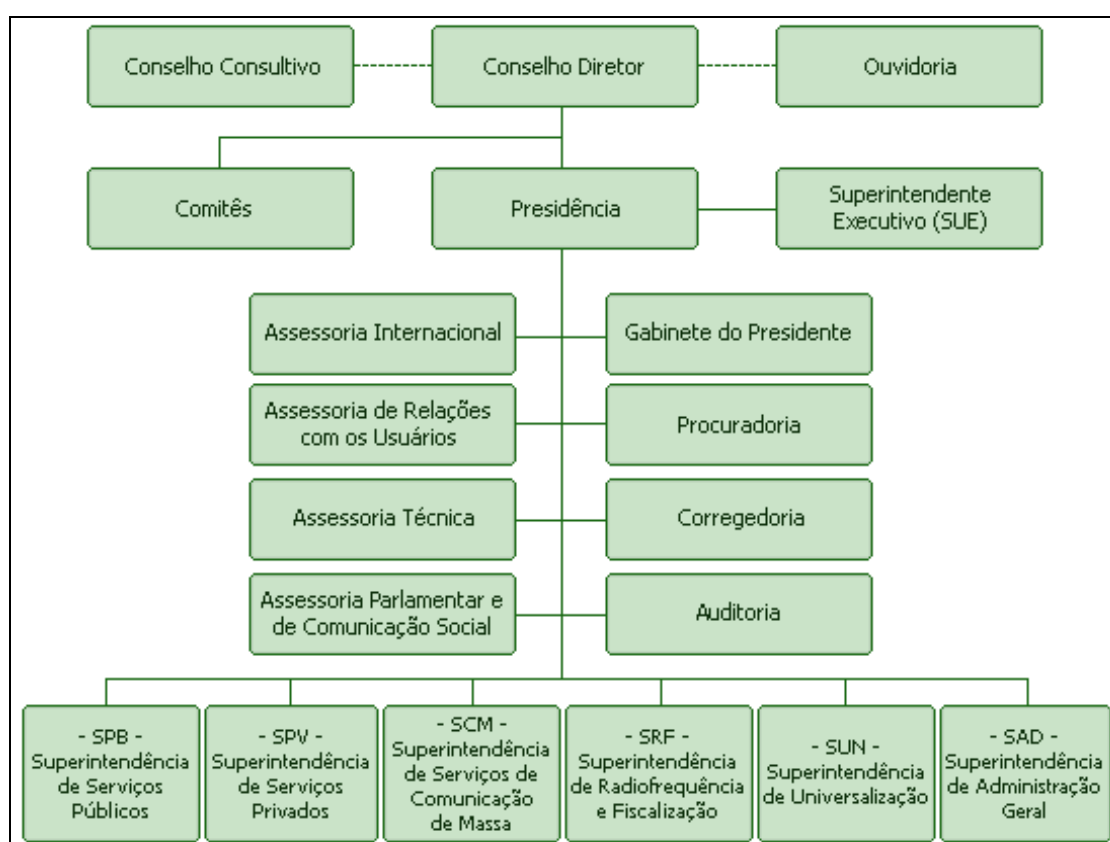 Conselho Consultivo
Conselho Diretor
Ouvidoria
Comitês
Presidência
Superintendente
Executivo (SUE)
Assessoria Internacional
Gabinete do Presidente
Assessoria de Relações
com os Usuários
Procuradoria
Assessoria Técnica
Corregedoria
Assessoria Parlamentar e
de Comunicação Social
Auditoria
- SPB -
Superintendência
de Serviços
Públicos
- SPV -
Superintendência
de Serviços
Privados
- SCM -
Superintendência
de Serviços de
Comunicação
de Massa
- SRF -
Superintendência
de Radiofrequência
e Fiscalização
- SUN -
Superintendência
de Universalização
- SAD -
Superintendência
de Administração
Geral